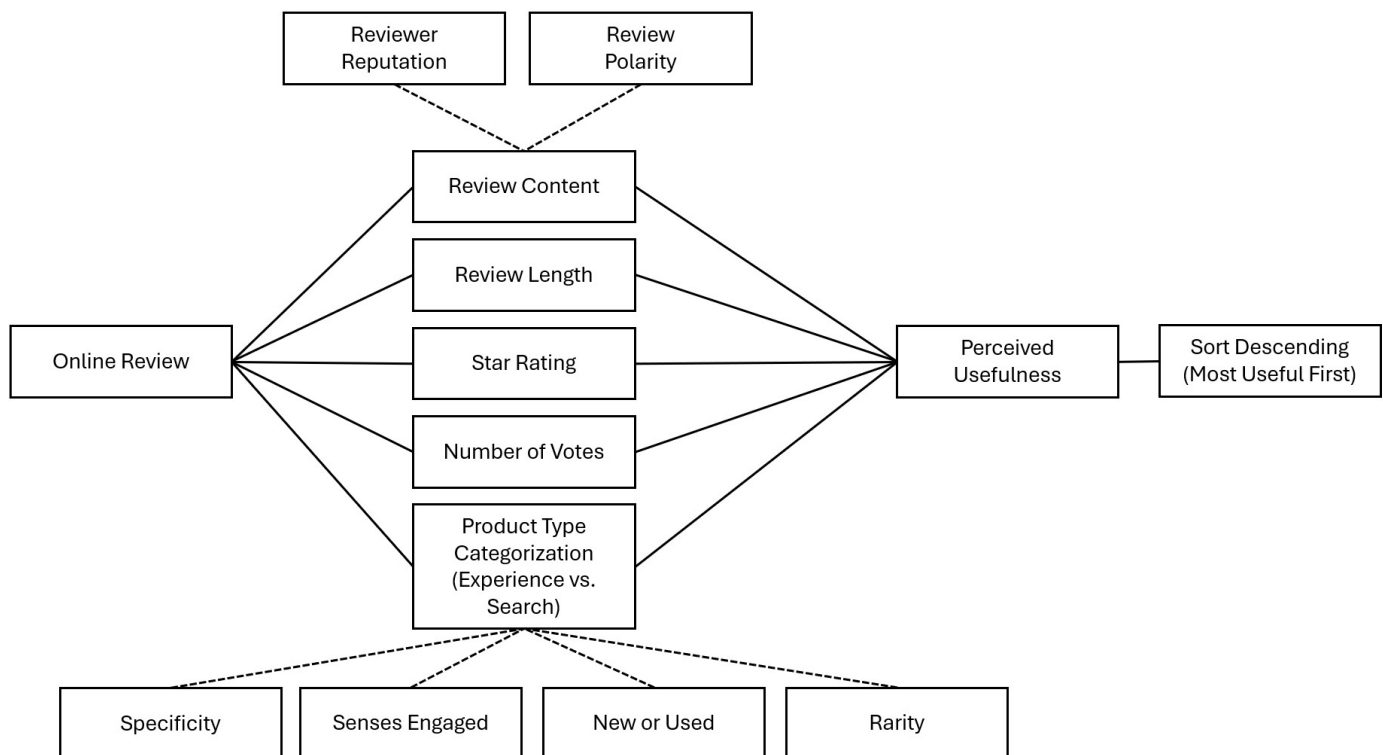 Reviewer
Reputation
Review
Polarity
Review Content
Review Length
Online Review
Star Rating
Perceived
Usefulness
Sort Descending
(Most Useful First)
Number of Votes
Product Type
Categorization
(Experience vs.
Search)
Specificity
Senses Engaged
New or Used
Rarity